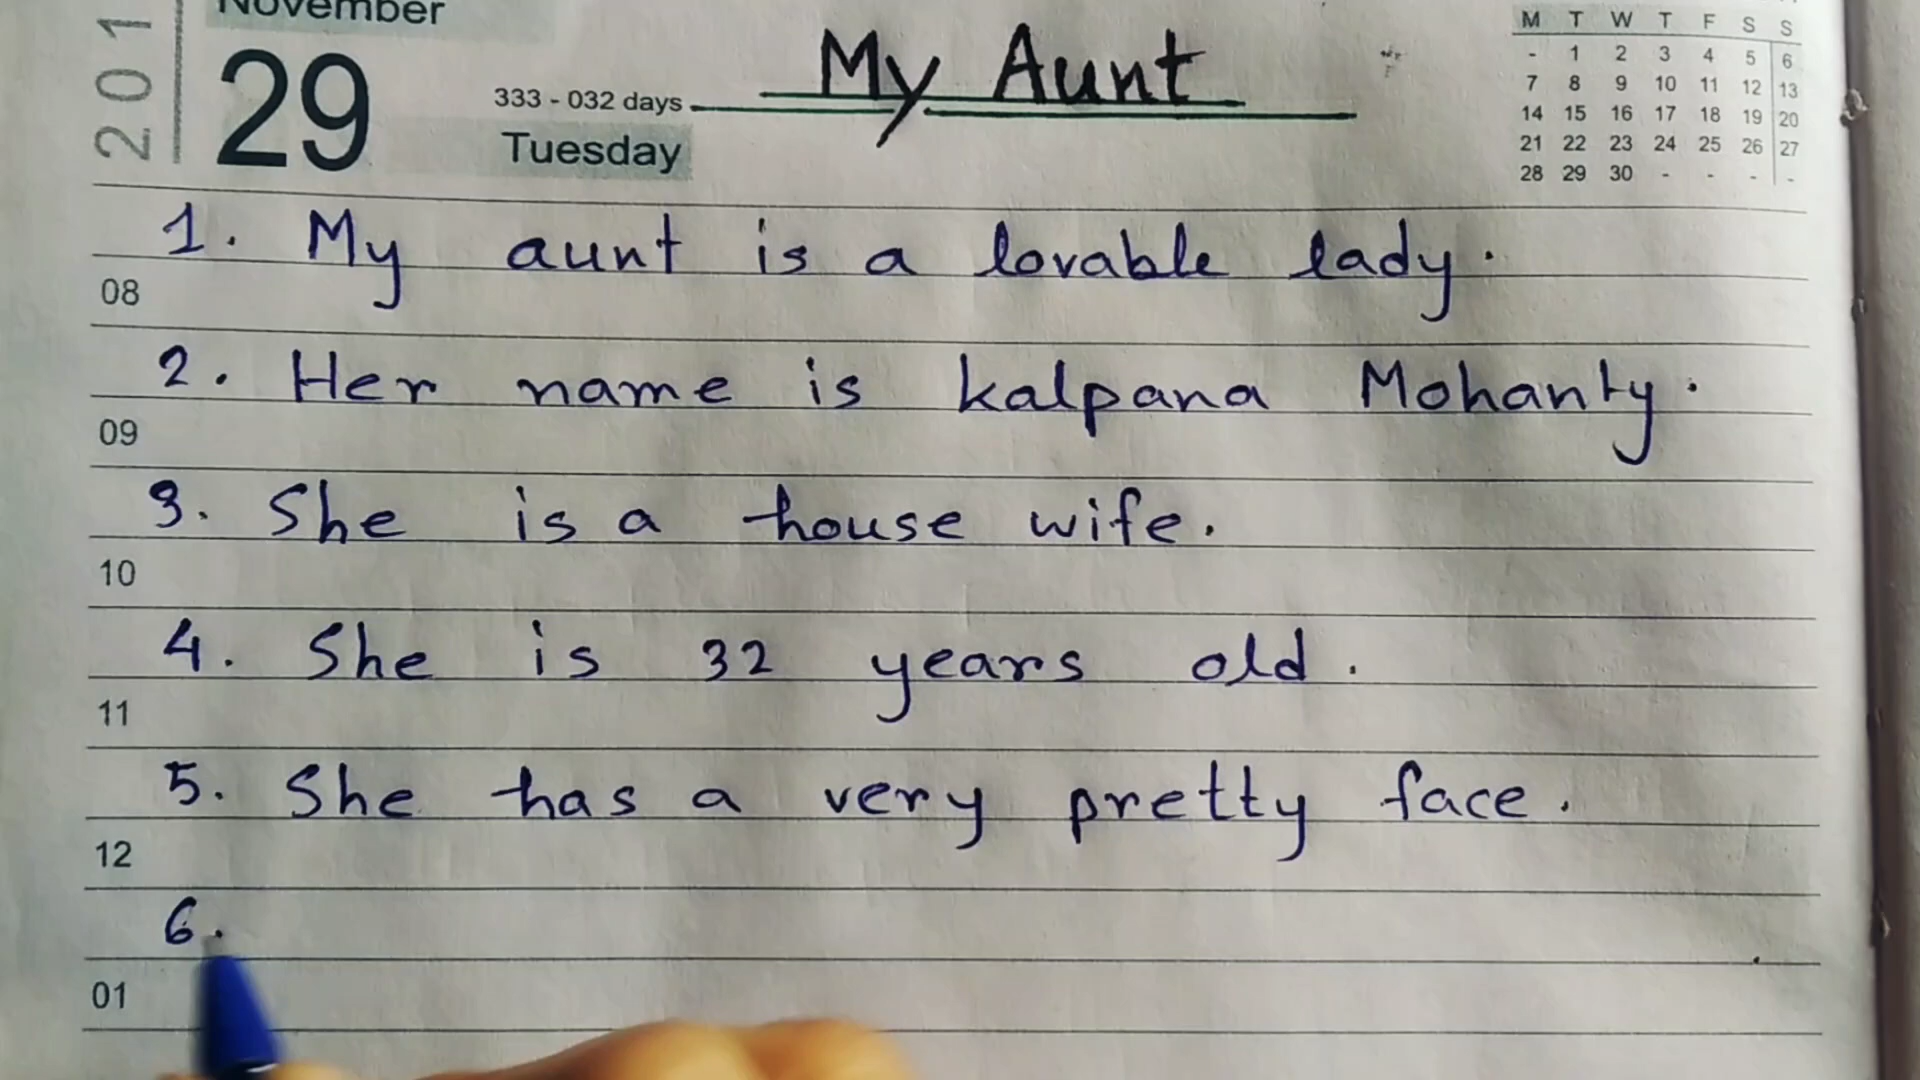 201
November
29
333 - 032 days
Tuesday
My Aunt
M T W T F S S
- 1 2 3 4 5 6
7 8 9 10 11 12 13
14 15 16 17 18 19 20
21 22 23 24 25 26 27
28 29 30 - - - -
1. My aunt is a lovable lady.
08
2. Her name is kalpana Mohanty.
09
3. She is a house wife.
10
4. She is 32 years old.
11
5. She has a very pretty face.
12
6.
01